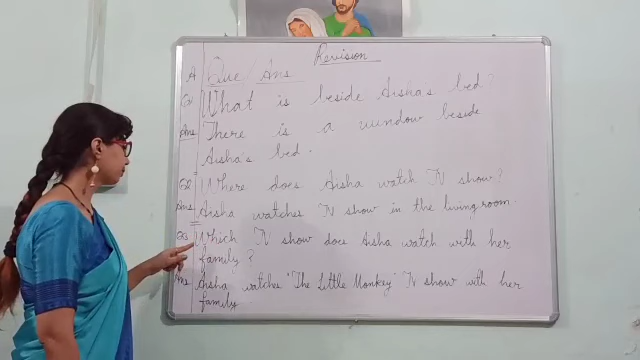 Revision
A Que/Ans
Q1 What is beside Aisha's bed?
Ans There is a window beside
Aisha's bed.
Q2 Where does Aisha watch TV show?
Ans Aisha watches TV show in the livingroom
Q3 Which TV show does Aisha watch with her
family?
Ans Aisha watches "The Little Monkey" TV show with her
family